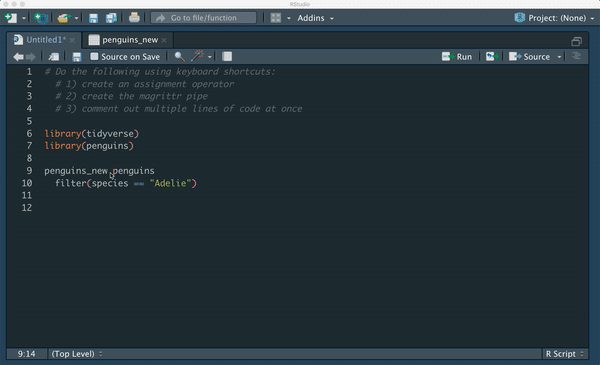 RStudio
Go to file/function
Addins
Project: (None)
Untitled1*
penguins_new
Source on Save
Run
Source
1 # Do the following using keyboard shortcuts:
2 # 1) create an assignment operator
3 # 2) create the magrittr pipe
4 # 3) comment out multiple lines of code at once
5
6 library(tidyverse)
7 library(penguins)
8
9 penguins_new penguins
10 filter(species == "Adelie")
11
12
9:14
(Top Level)
R Script